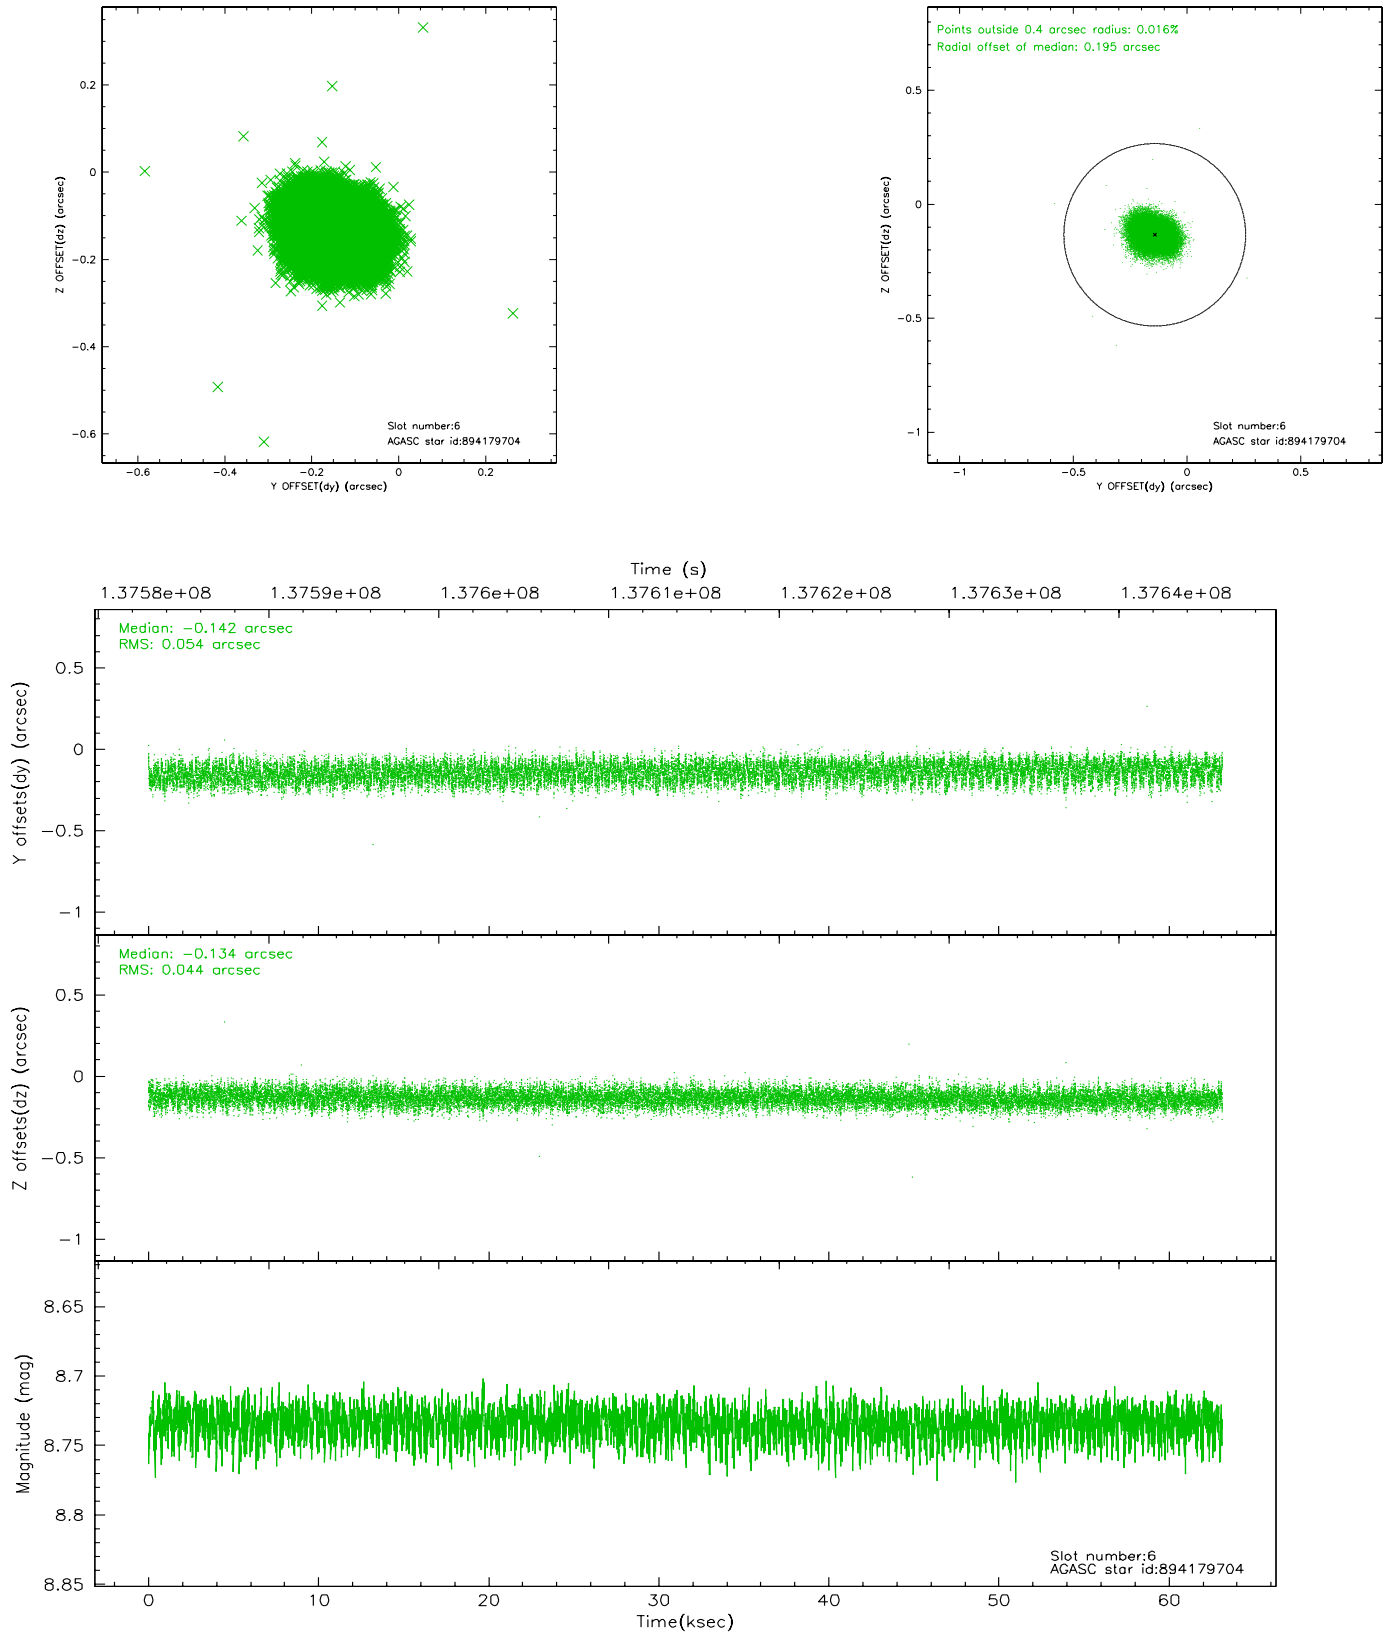 0.2
0
-0.2
-0.4
-0.6
Z OFFSET(dz) (arcsec)
Slot number:6
AGASC star id:894179704
-0.6
-0.4
-0.2
0
0.2
Y OFFSET(dy) (arcsec)
Points outside 0.4 arcsec radius: 0.016%
Radial offset of median: 0.195 arcsec
0.5
0
-0.5
-1
Z OFFSET(dz) (arcsec)
Slot number:6
AGASC star id:894179704
-1
-0.5
0
0.5
Y OFFSET(dy) (arcsec)
Time (s)
1.3758e+08
1.3759e+08
1.376e+08
1.3761e+08
1.3762e+08
1.3763e+08
1.3764e+08
Median: -0.142 arcsec
RMS: 0.054 arcsec
0.5
0
-0.5
-1
Y offsets(dy) (arcsec)
Median: -0.134 arcsec
RMS: 0.044 arcsec
0.5
0
-0.5
-1
Z offsets(dz) (arcsec)
8.65
8.7
8.75
8.8
8.85
Magnitude (mag)
Slot number:6
AGASC star id:894179704
0
10
20
30
40
50
60
Time(ksec)